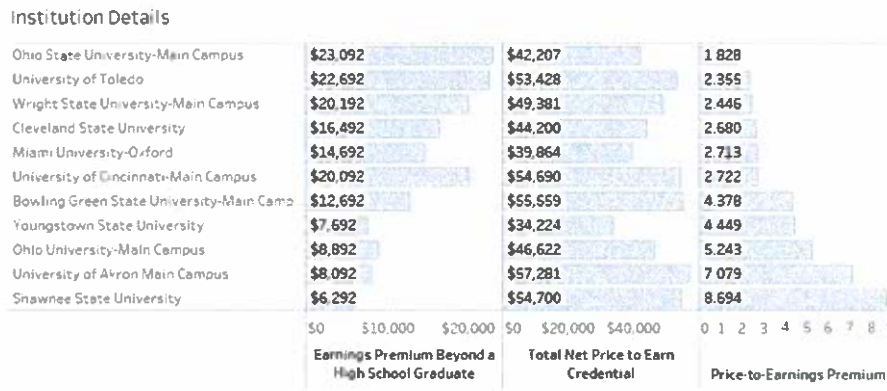 Institution Details
Ohio State University-Main Campus $23,092 $42,207 1 828
University of Toledo $22,692 $53,428 2.355
Wright State University-Main Campus $20,192 $49,381 2.446
Cleveland State University $16,492 $44,200 2.680
Miami University-Oxford $14,692 $39,864 2.713
University of Cincinnati-Main Campus $20,092 $54,690 2 722
Bowling Green State University-Main Camp $12,692 $55,559 4.378
Youngstown State University $7,692 $34,224 4 449
Ohio University-Main Campus $8,892 $46,622 5.243
University of Akron Main Campus $8,092 $57,281 7 079
Shawnee State University $6,292 $54,700 8.694
$0 $10,000 $20,000 $0 $20,000 $40,000 0 1 2 3 4 5 6 7 8
Earnings Premium Beyond a Total Net Price to Earn
High School Graduate Credential Price-to-Earnings Premium